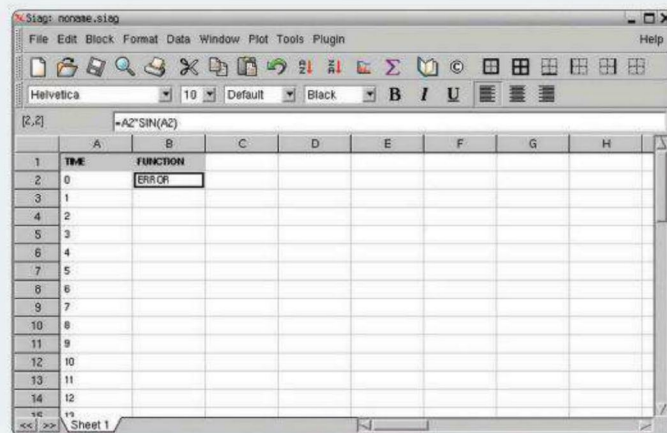 Siag: noname.siag
File Edit Block Format Data Window Plot Tools Plugin Help
Helvetica 10 Default Black B I U
[2,2] =A2*SIN(A2)
A B C D E F G H
1 TIME FUNCTION
2 0 ERROR
3 1
4 2
5 3
6 4
7 5
8 6
9 7
10 8
11 9
12 10
13 11
14 12
15 13
<< >> Sheet 1